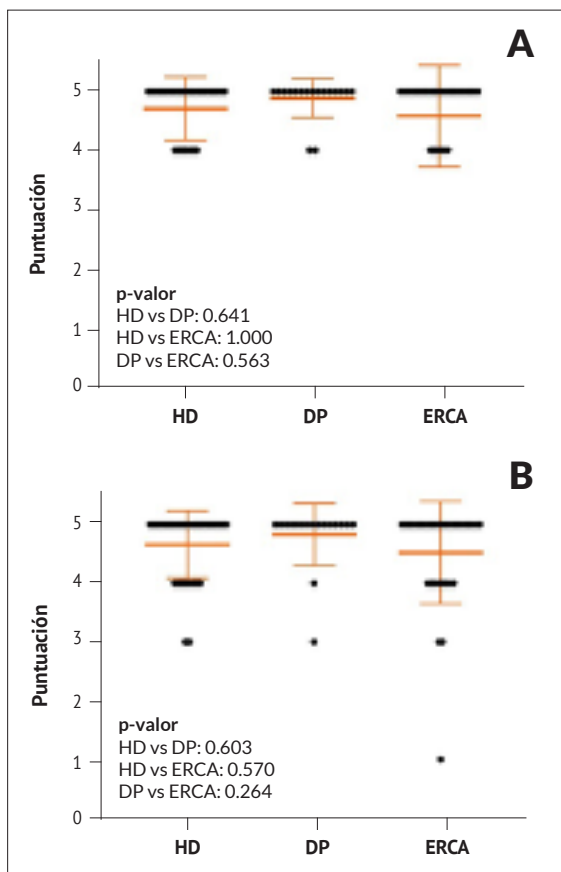 A
Puntuación
5
4
3
2
1
0
p-valor
HD vs DP: 0.641
HD vs ERCA: 1.000
DP vs ERCA: 0.563
HD DP ERCA
B
Puntuación
5
4
3
2
1
0
p-valor
HD vs DP: 0.603
HD vs ERCA: 0.570
DP vs ERCA: 0.264
HD DP ERCA